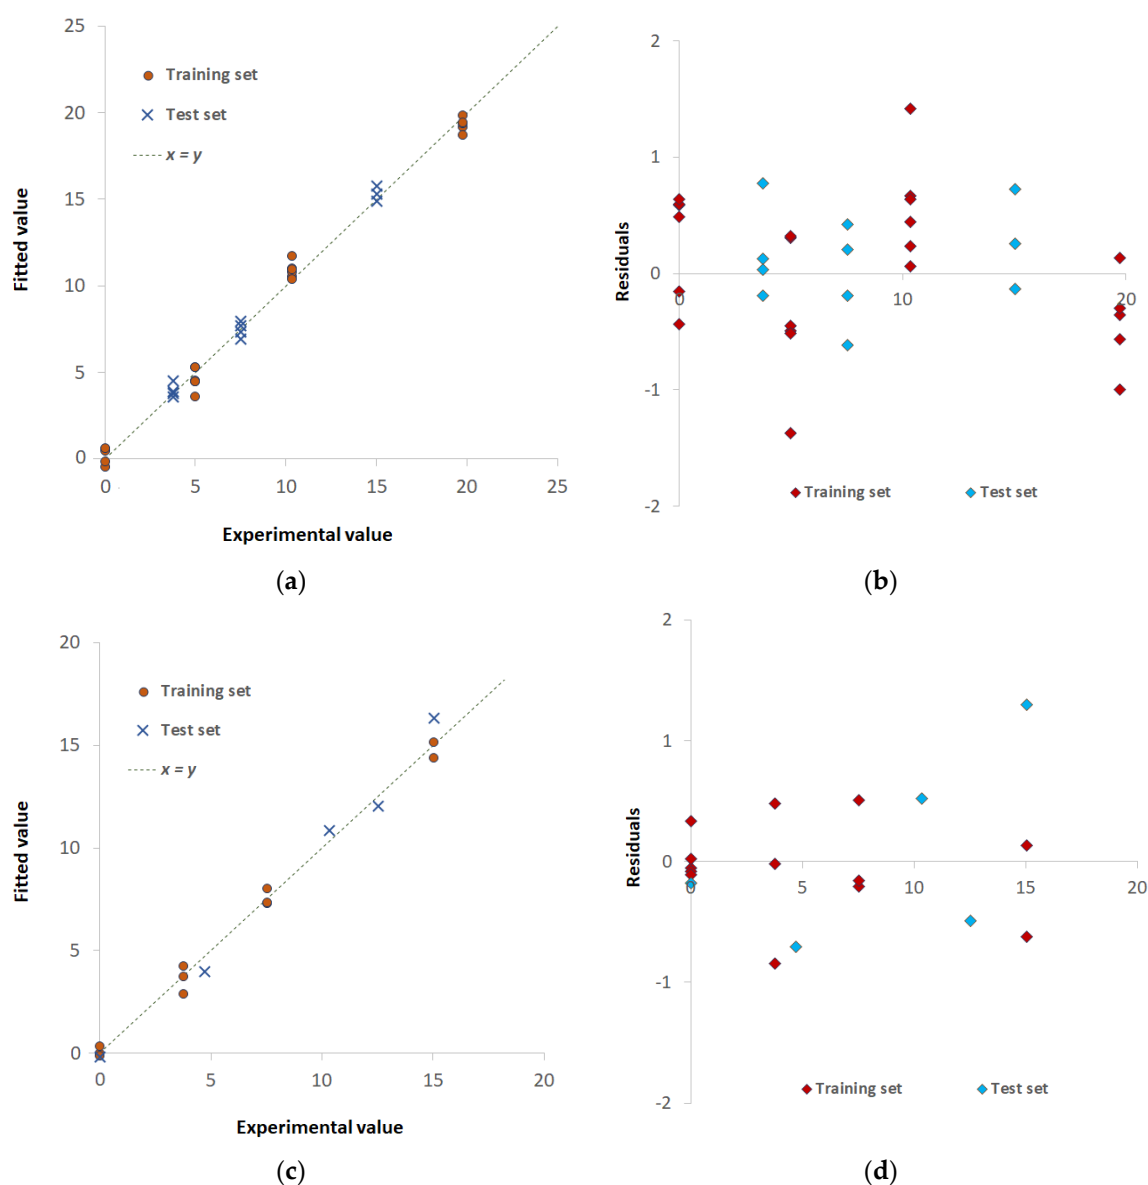 25
20
15
10
5
0
Fitted value
Training set
Test set
x = y
0 5 10 15 20 25
Experimental value
(a)
2
1
0
-1
-2
Residuals
0 10 20
Training set Test set
(b)
20
15
10
5
0
Fitted value
Training set
Test set
x = y
0 5 10 15 20
Experimental value
(c)
2
1
0
-1
-2
Residuals
0 5 10 15 20
Training set Test set
(d)